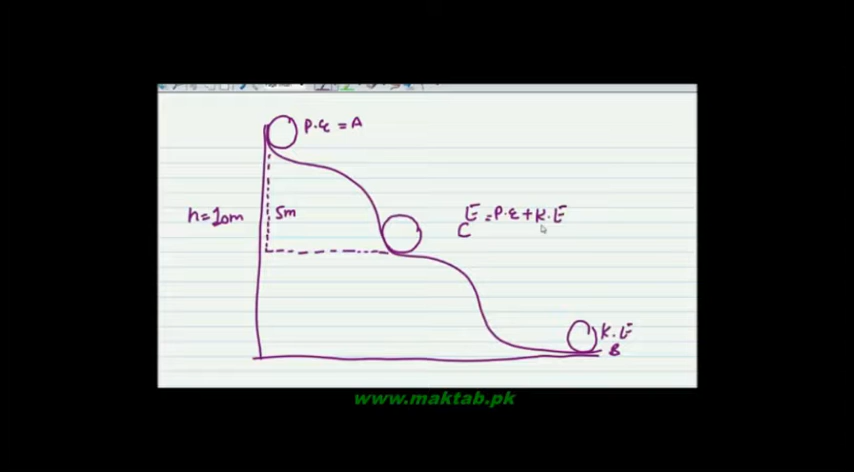 P.E = A
h=10m
5m
E = P.E + K.E
C
K.E
B
www.maktab.pk